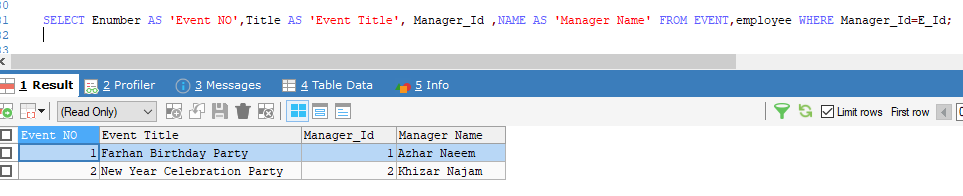 30
31 SELECT Enumber AS 'Event NO',Title AS 'Event Title', Manager_Id ,NAME AS 'Manager Name' FROM EVENT,employee WHERE Manager_Id=E_Id;
32
33
1 Result 2 Profiler 3 Messages 4 Table Data 5 Info
(Read Only) Limit rows First row
Event NO Event Title Manager_Id Manager Name
1 Farhan Birthday Party 1 Azhar Naeem
2 New Year Celebration Party 2 Khizar Najam